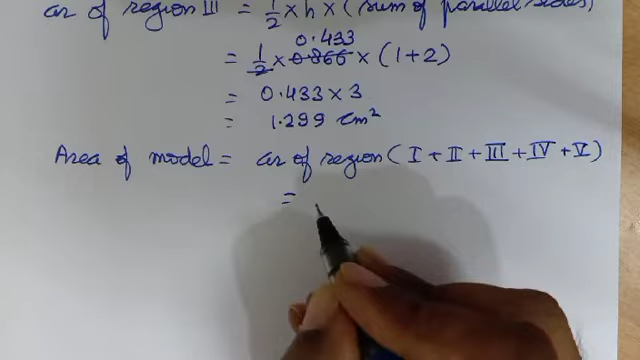 ar of region III = 1/2 × h × (sum of parallel sides)
0.433
= 1/2 × 0.866 × (1+2)
= 0.433 × 3
= 1.299 cm²
Area of model = ar of region (I + II + III + IV + V)
=